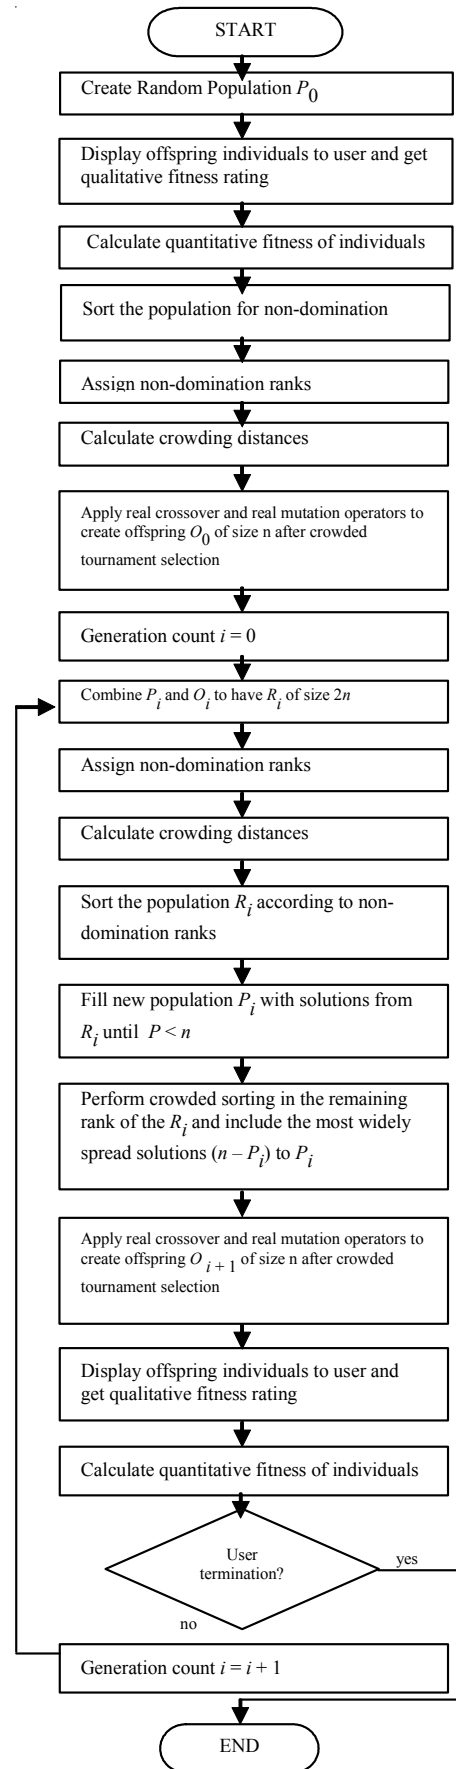 START
Create Random Population P0
Display offspring individuals to user and get
qualitative fitness rating
Calculate quantitative fitness of individuals
Sort the population for non-domination
Assign non-domination ranks
Calculate crowding distances
Apply real crossover and real mutation operators to
create offspring O0 of size n after crowded
tournament selection
Generation count i = 0
Combine Pi and Oi to have Ri of size 2n
Assign non-domination ranks
Calculate crowding distances
Sort the population Ri according to non-
domination ranks
Fill new population Pi with solutions from
Ri until P < n
Perform crowded sorting in the remaining
rank of the Ri and include the most widely
spread solutions (n – Pi) to Pi
Apply real crossover and real mutation operators to
create offspring O i + 1 of size n after crowded
tournament selection
Display offspring individuals to user and
get qualitative fitness rating
Calculate quantitative fitness of individuals
User
termination?
yes
no
Generation count i = i + 1
END